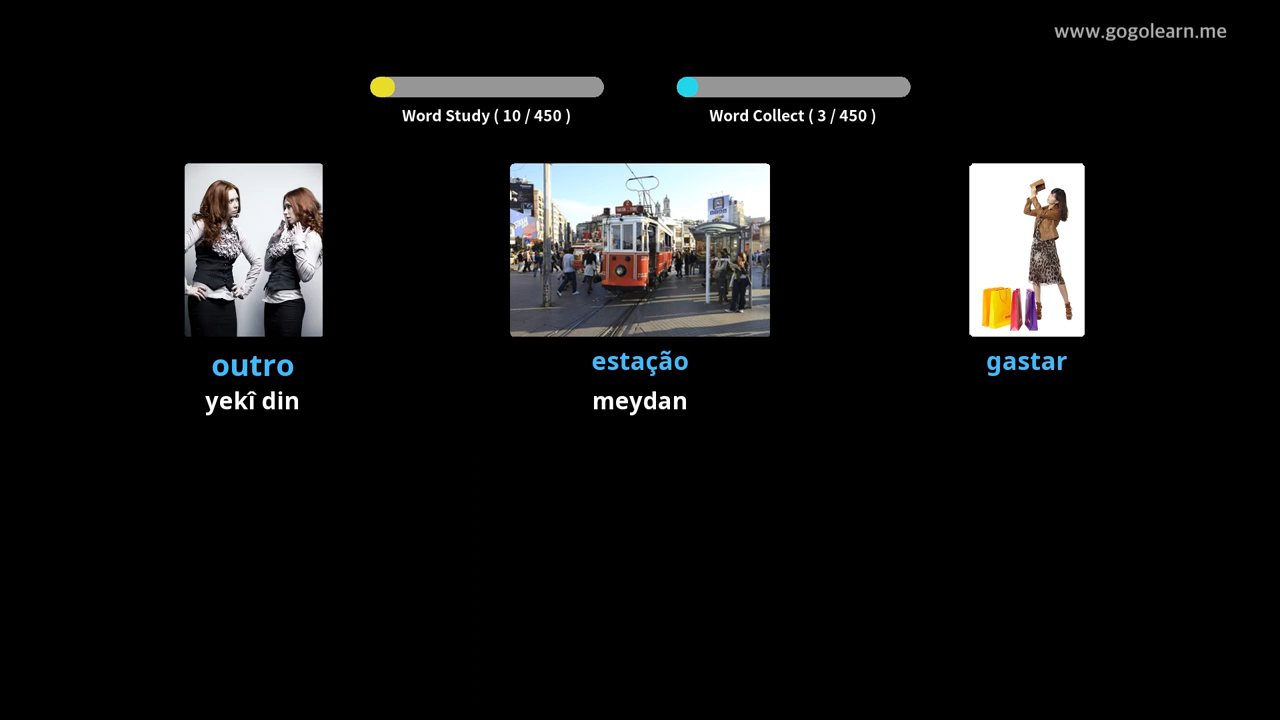 www.gogolearn.me
Word Study ( 10 / 450 )
Word Collect ( 3 / 450 )
outro
estação
gastar
yekî din
meydan